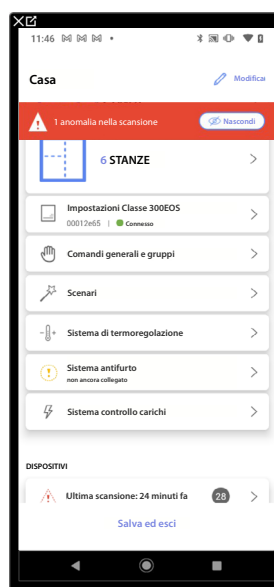 11:46
Casa
Modificar
1 anomalia nella scansione
Nascondi
6 STANZE
Impostazioni Classe 300EOS
00012e65 | Connesso
Comandi generali e gruppi
Scenari
Sistema di termoregolazione
Sistema antifurto
non ancora collegato
Sistema controllo carichi
DISPOSITIVI
Ultima scansione: 24 minuti fa
28
Salva ed esci